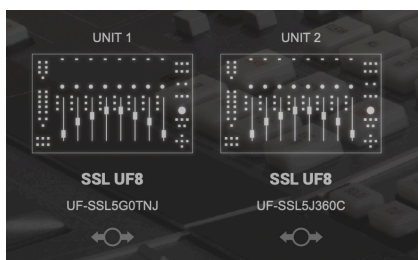 UNIT 1
UNIT 2
SSL UF8
SSL UF8
UF-SSL5G0TNJ
UF-SSL5J360C